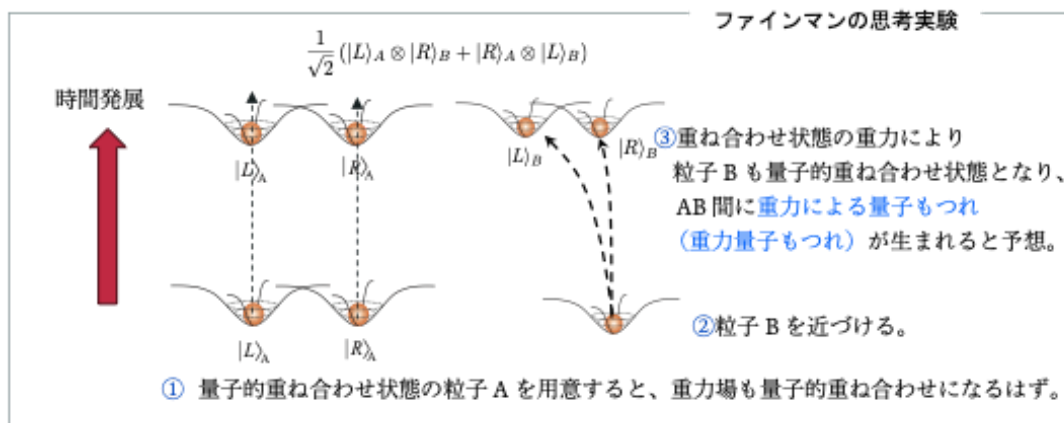 ファインマンの思考実験
1/√2 (|L⟩_A ⊗ |R⟩_B + |R⟩_A ⊗ |L⟩_B)
時間発展
|L⟩_A |R⟩_A |L⟩_B |R⟩_B
③重ね合わせ状態の重力により
粒子 B も量子的重ね合わせ状態となり、
AB 間に重力による量子もつれ
（重力量子もつれ）が生まれると予想。
②粒子 B を近づける。
|L⟩_A |R⟩_A
① 量子的重ね合わせ状態の粒子 A を用意すると、重力場も量子的重ね合わせになるはず。